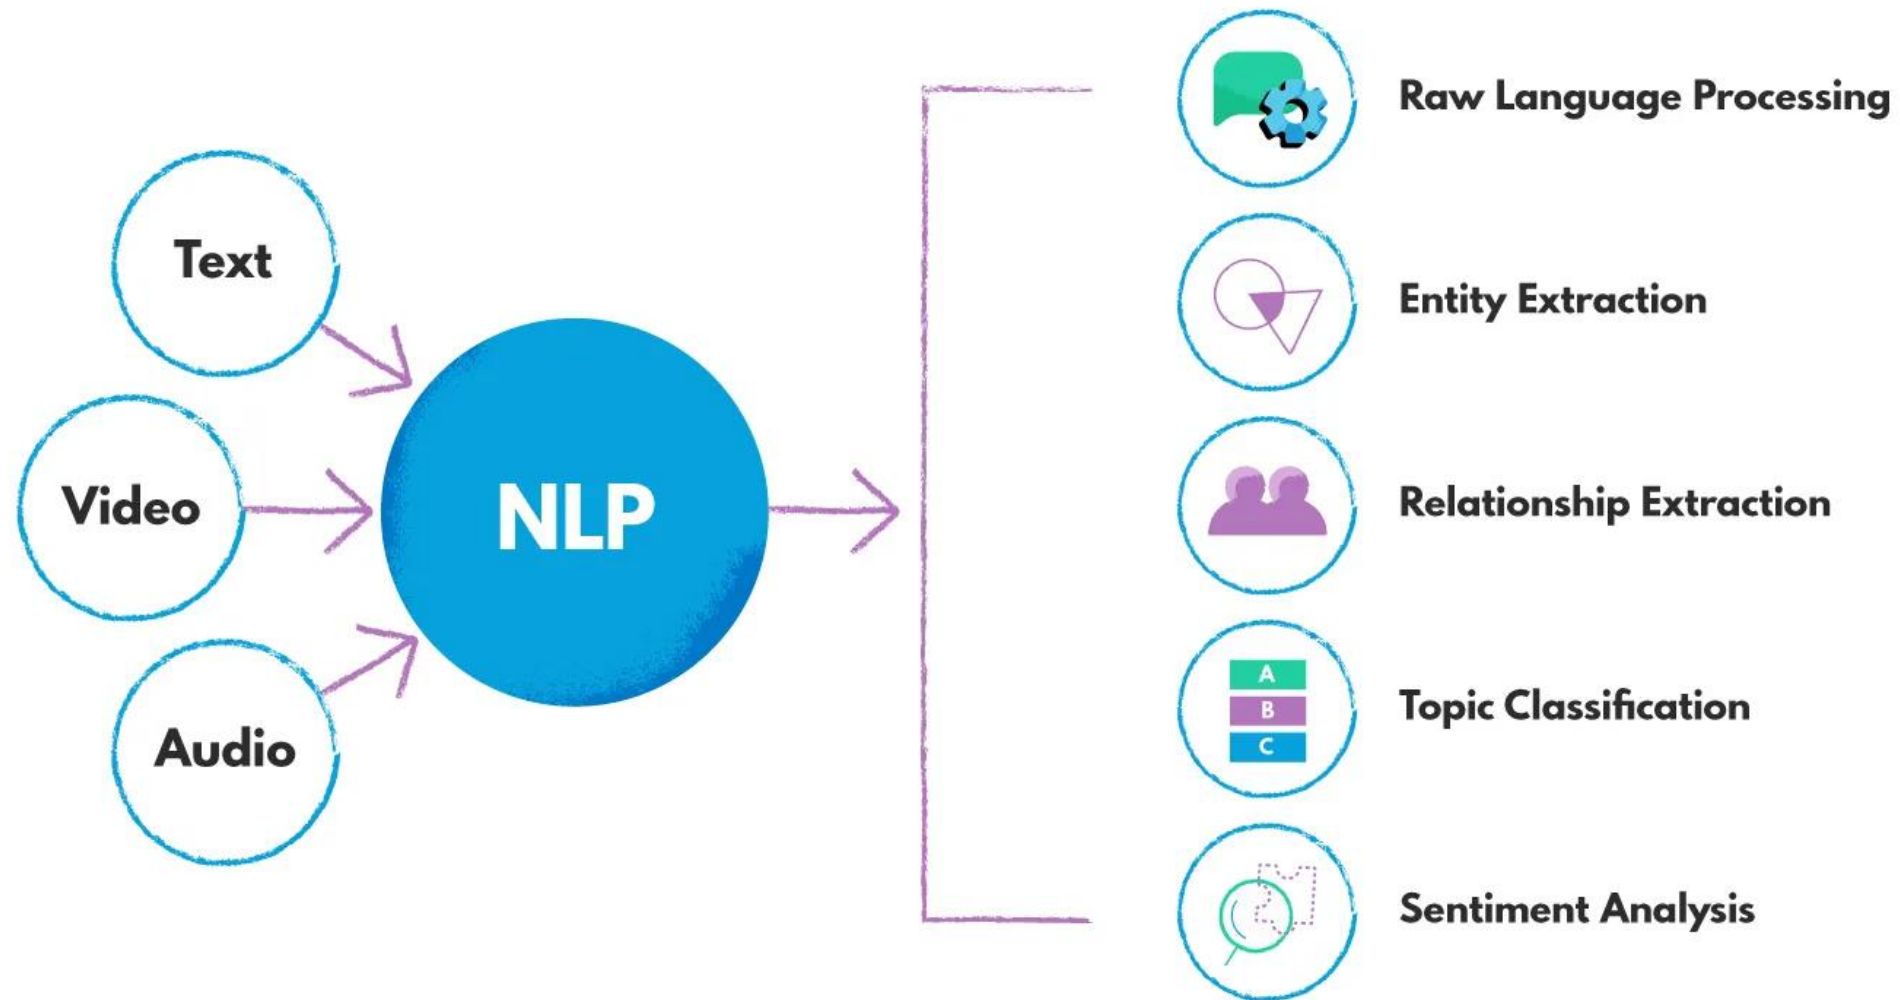 Text
Video
Audio
NLP
Raw Language Processing
Entity Extraction
Relationship Extraction
A
B
C
Topic Classification
Sentiment Analysis